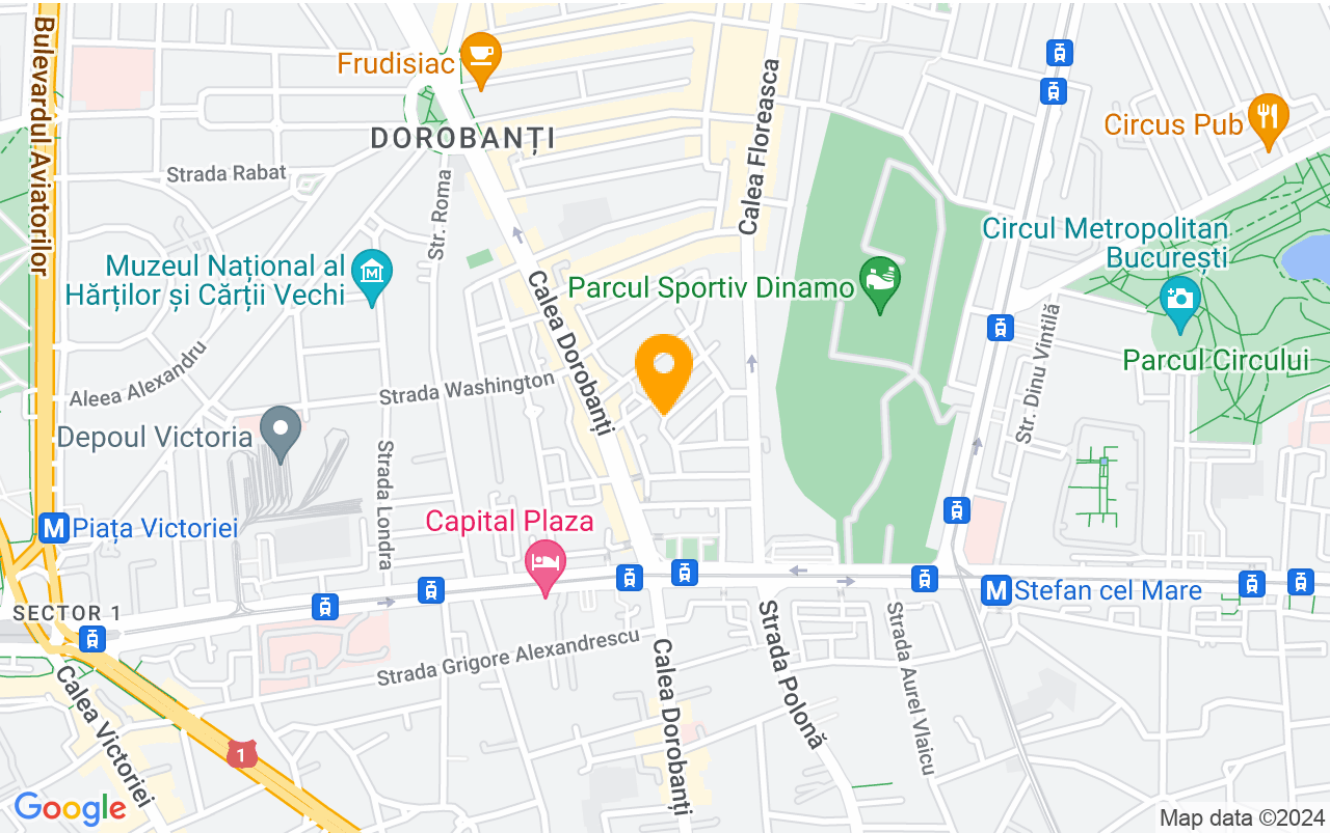 Bulevardul Aviatorilor
Frudisiac
DOROBANȚI
Calea Floreasca
Circus Pub
Strada Rabat
Str. Roma
Circul Metropolitan
București
Muzeul Național al
Hărților și Cărții Vechi
Calea Dorobanți
Parcul Sportiv Dinamo
Str. Dinu Vintilă
Parcul Circului
Aleea Alexandru
Strada Washington
Depoul Victoria
Strada Londra
M
Piața Victoriei
Capital Plaza
M
Stefan cel Mare
SECTOR 1
Strada Grigore Alexandrescu
Calea Dorobanți
Strada Polonă
Strada Aurel Vlaicu
Calea Victoriei
1
Google
Map data ©2024